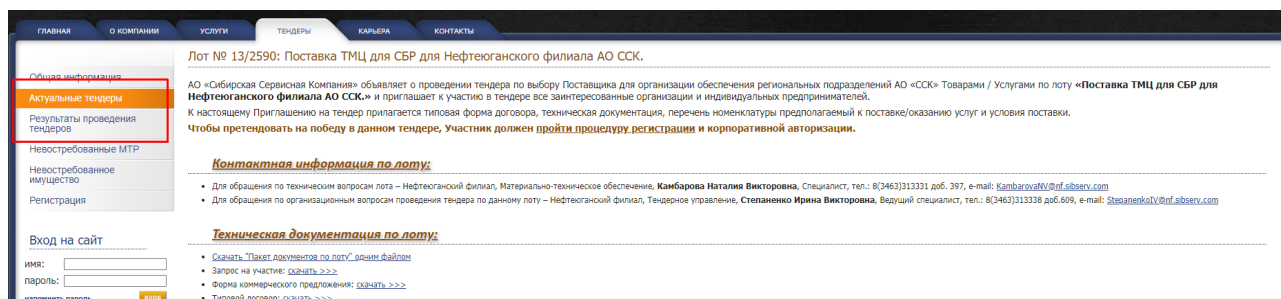 ГЛАВНАЯ О КОМПАНИИ УСЛУГИ ТЕНДЕРЫ КАРЬЕРА КОНТАКТЫ
Общая информация
Актуальные тендеры
Результаты проведения
тендеров
Невостребованные МТР
Невостребованное
имущество
Регистрация
Вход на сайт
имя:
пароль:
напомнить пароль
вход
Лот № 13/2590: Поставка ТМЦ для СБР для Нефтеюганского филиала АО ССК.
АО «Сибирская Сервисная Компания» объявляет о проведении тендера по выбору Поставщика для организации обеспечения региональных подразделений АО «ССК» Товарами / Услугами по лоту «Поставка ТМЦ для СБР для
Нефтеюганского филиала АО ССК.» и приглашает к участию в тендере все заинтересованные организации и индивидуальных предпринимателей.
К настоящему Приглашению на тендер прилагается типовая форма договора, техническая документация, перечень номенклатуры предполагаемый к поставке/оказанию услуг и условия поставки.
Чтобы претендовать на победу в данном тендере, Участник должен пройти процедуру регистрации и корпоративной авторизации.
Контактная информация по лоту:
• Для обращения по техническим вопросам лота – Нефтеюганский филиал, Материально-техническое обеспечение, Камбарова Наталия Викторовна, Специалист, тел.: 8(3463)313331 доб. 397, e-mail: KambarovaNV@nf.sibserv.com
• Для обращения по организационным вопросам проведения тендера по данному лоту – Нефтеюганский филиал, Тендерное управление, Степаненко Ирина Викторовна, Ведущий специалист, тел.: 8(3463)313338 доб.609, e-mail: StepanenkoIV@nf.sibserv.com
Техническая документация по лоту:
• Скачать "Пакет документов по лоту" одним файлом
• Запрос на участие: скачать >>>
• Форма коммерческого предложения: скачать >>>
• Типовой договор: скачать >>>